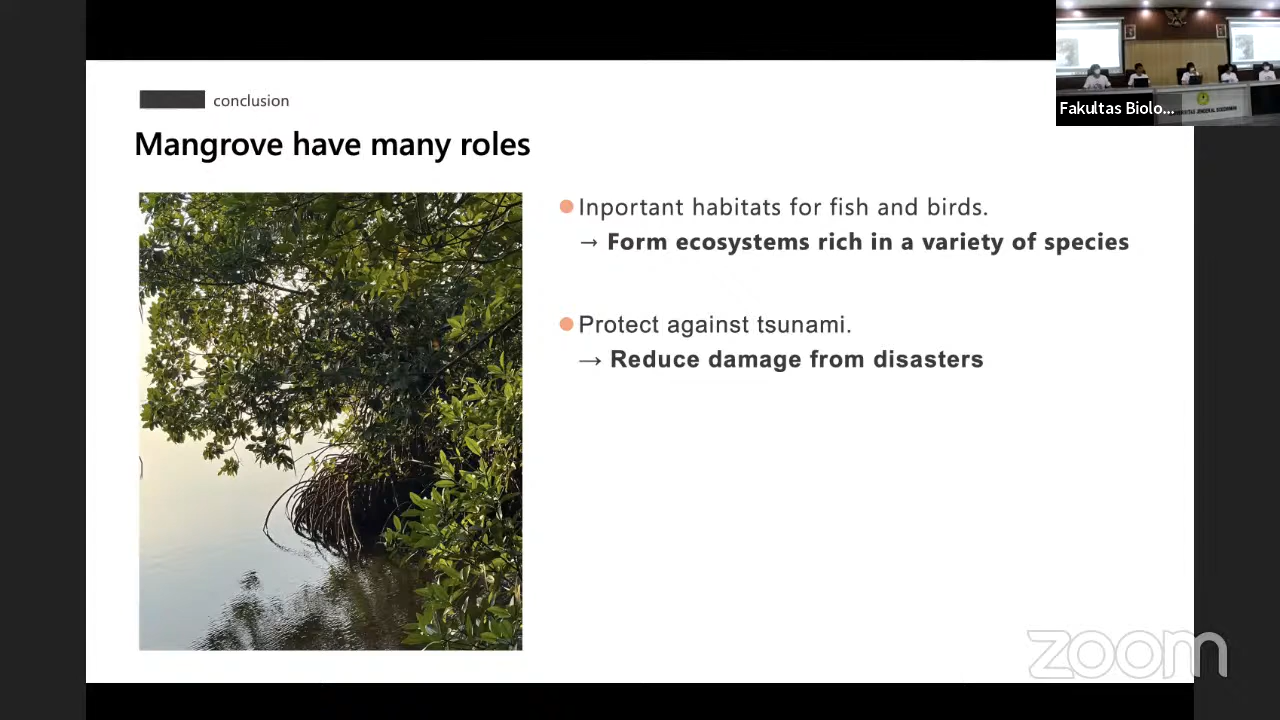 conclusion
Mangrove have many roles
Inportant habitats for fish and birds.
→ Form ecosystems rich in a variety of species
Protect against tsunami.
→ Reduce damage from disasters
Fakultas Biolo...
zoom